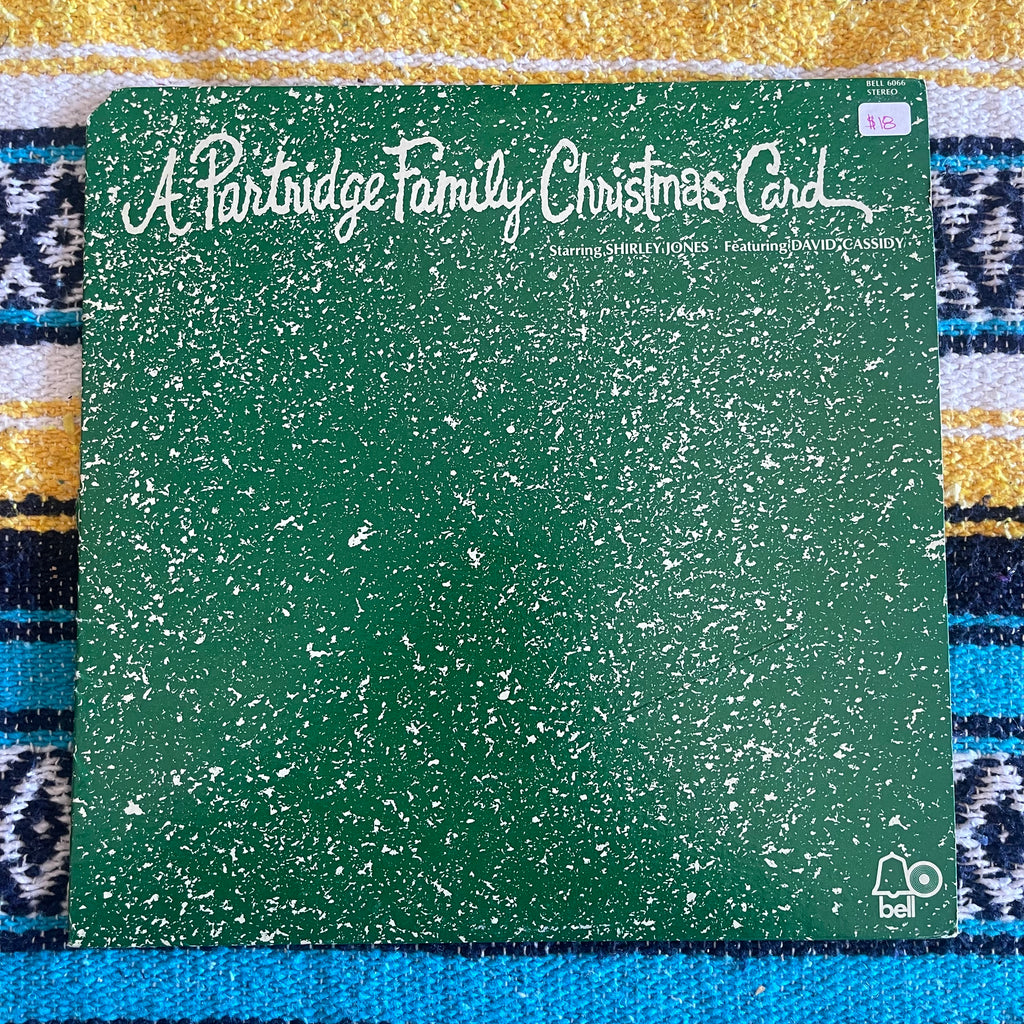 BELL 6066
STEREO
$18
A Partridge Family Christmas Card
Starring SHIRLEY JONES · Featuring DAVID CASSIDY
bell